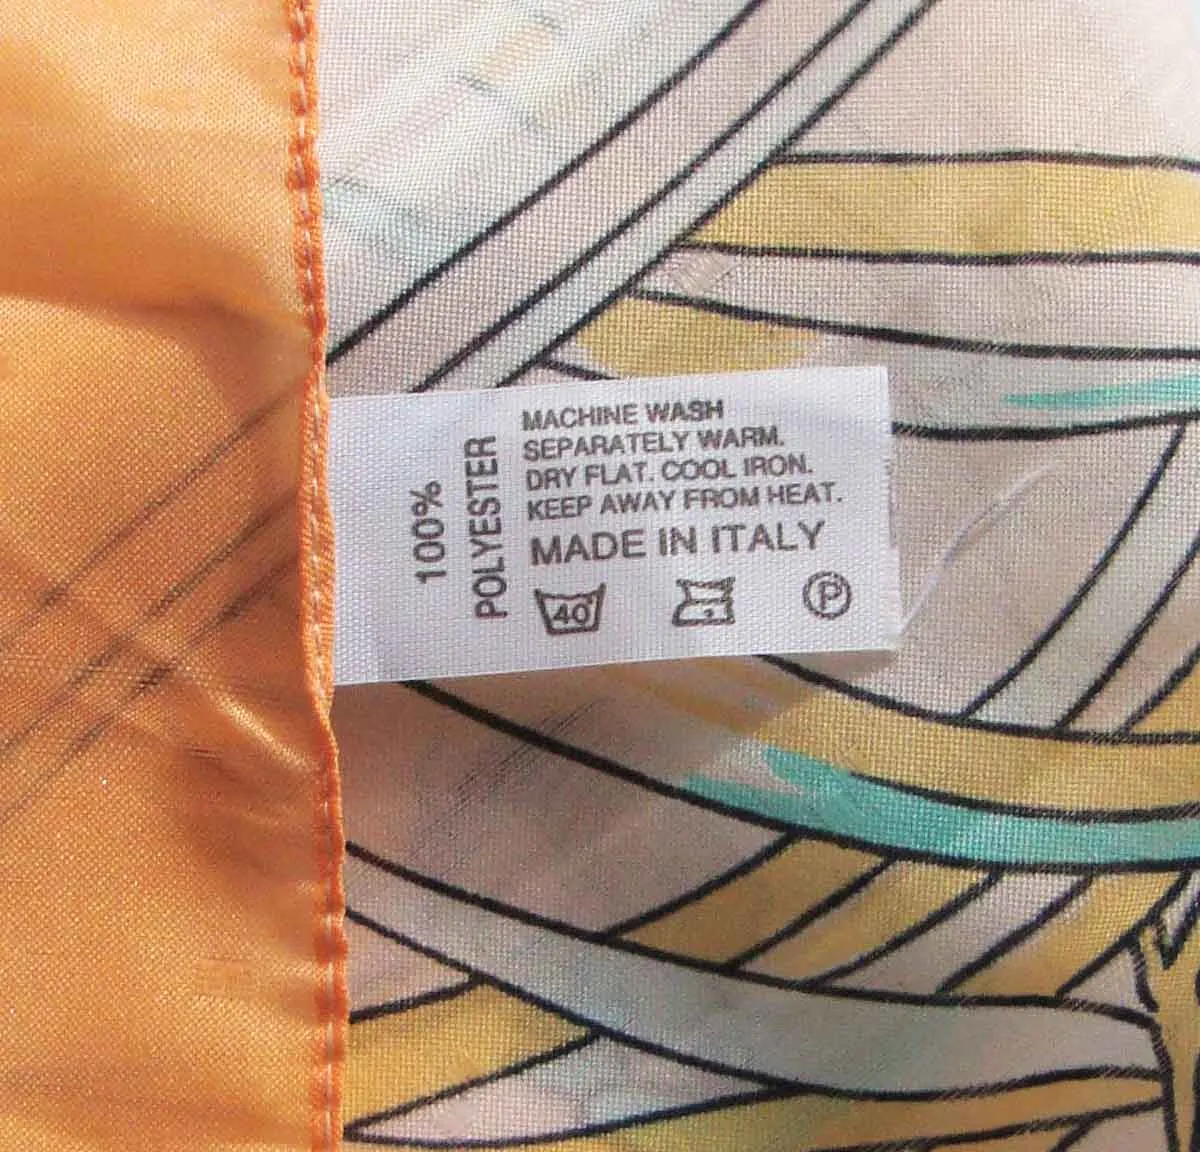 100%
POLYESTER
MACHINE WASH
SEPARATELY WARM.
DRY FLAT. COOL IRON.
KEEP AWAY FROM HEAT.
MADE IN ITALY
40°
P